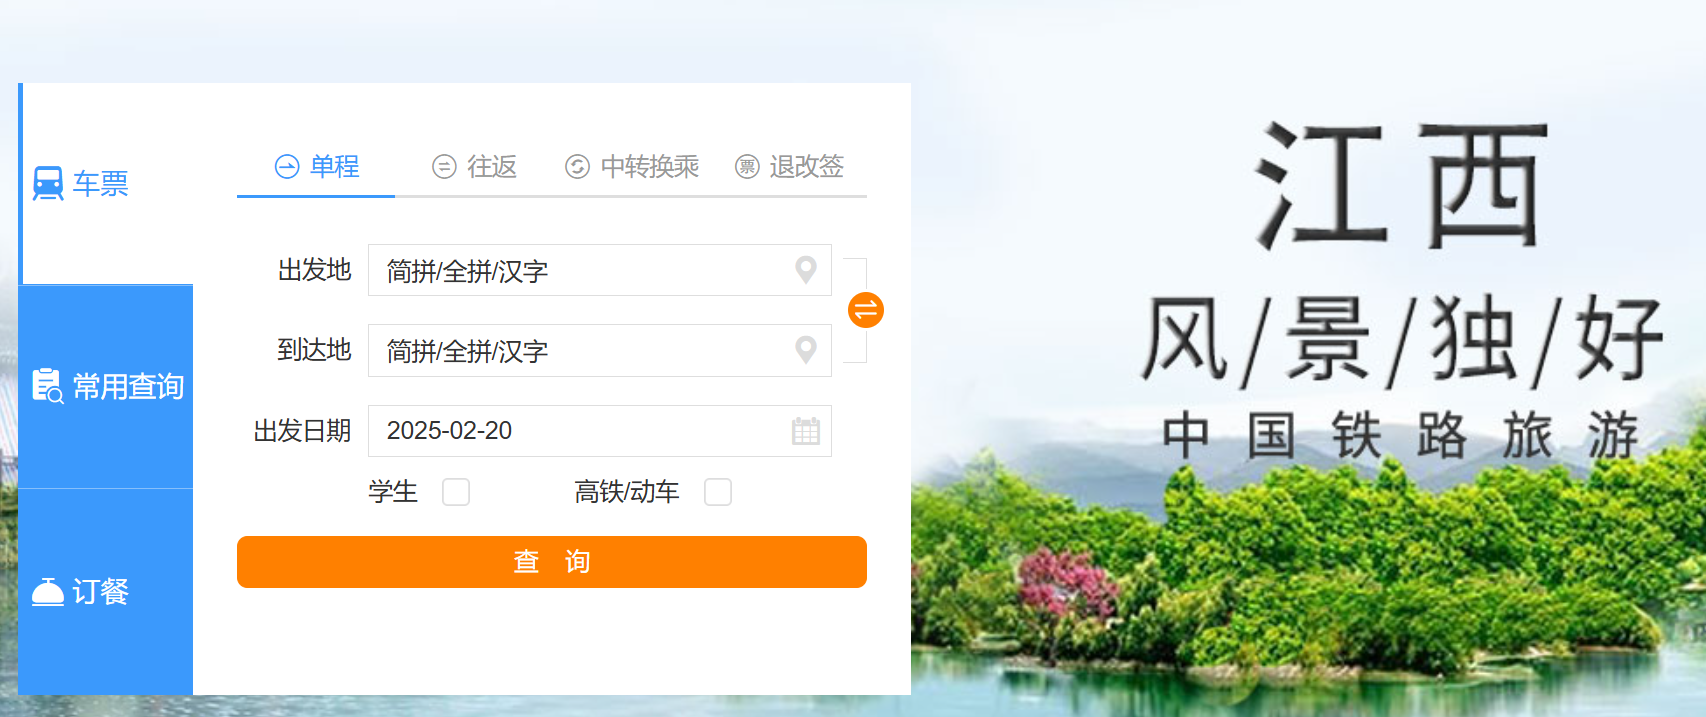 车票
常用查询
订餐
单程 往返 中转换乘 票 退改签
出发地 简拼/全拼/汉字
到达地 简拼/全拼/汉字
出发日期 2025-02-20
学生 高铁/动车
查 询
江西
风/景/独/好
中国铁路旅游